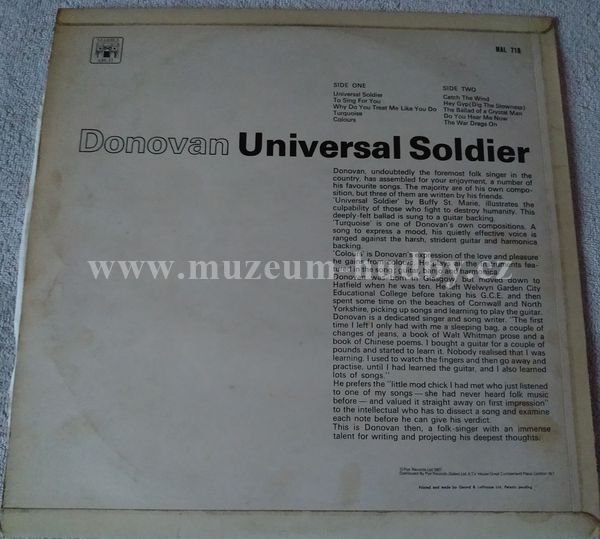 MAL 718
SIDE ONE
Universal Soldier
To Sing For You
Why Do You Treat Me Like You Do
Turquoise
Colours
SIDE TWO
Catch The Wind
Hey Gyp(Dig The Slowness)
The Ballad of a Crystal Man
Do You Hear Me Now
The War Drags On
Donovan Universal Soldier
Donovan, undoubtedly the foremost folk singer in the
country, has assembled for your enjoyment, a number of
his favourite songs. The majority are of his own compo-
sition, but three of them are written by his friends.
'Universal Soldier' by Buffy St. Marie, illustrates the
culpability of those who fight to destroy humanity. This
deeply-felt ballad is sung to a guitar backing.
'Turquoise' is one of Donovan's own compositions. A
song to express a mood, his quietly effective voice is
ranged against the harsh, strident guitar and harmonica
backing.
'Colours' is Donovan's expression of the love and pleasure
he
www.muzeum-hudby.cz
Donovan was born in Glasgow but moved down to
Hatfield when he was ten. He left Welwyn Garden City
Educational College before taking his G.C.E. and then
spent some time on the beaches of Cornwall and North
Yorkshire, picking up songs and learning to play the guitar.
Donovan is a dedicated singer and song writer. "The first
time I left I only had with me a sleeping bag, a couple of
changes of jeans, a book of Walt Whitman prose and a
book of Chinese poems. I bought a guitar for a couple of
pounds and started to learn it. Nobody realised that I was
learning. I used to watch the fingers and then go away and
practise, until I had learned the guitar, and I also learned
lots of songs."
He prefers the "little mod chick I had met who just listened
to one of my songs — she had never heard folk music
before — and valued it straight away on first impression"
to the intellectual who has to dissect a song and examine
each note before he can give his verdict.
This is Donovan then, a folk-singer with an immense
talent for writing and projecting his deepest thoughts.
Printed and made by Garrod & Lofthouse Ltd. Patents pending